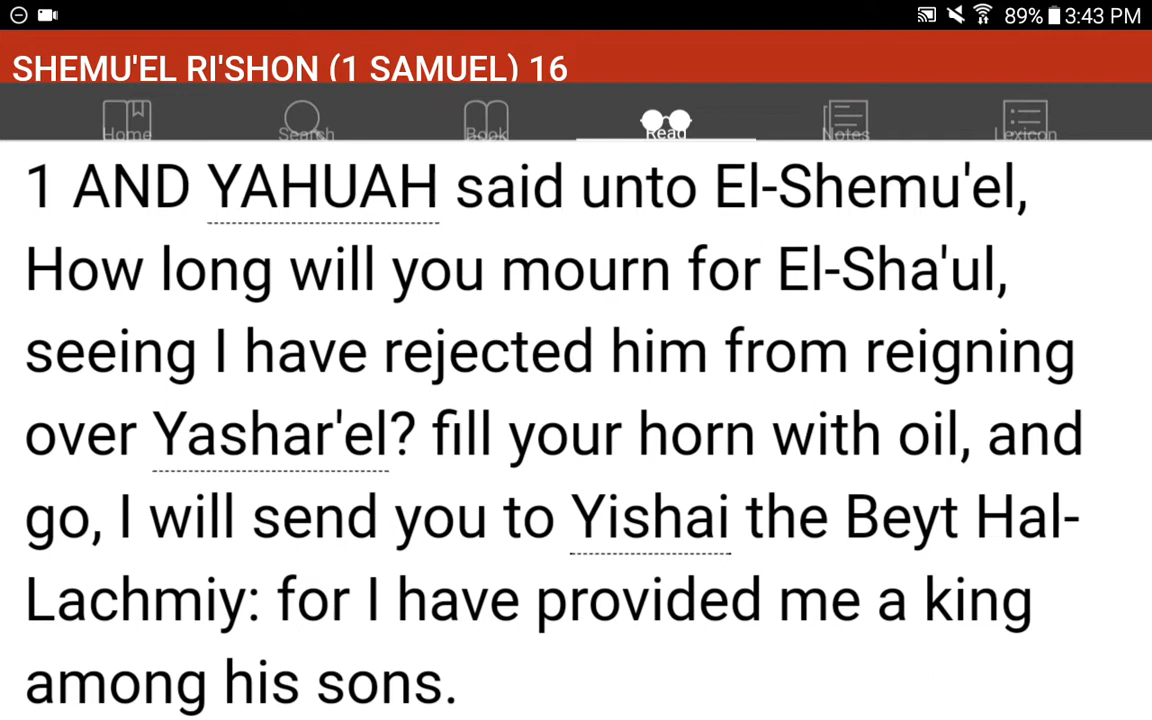 89% 3:43 PM
SHEMU'EL RI'SHON (1 SAMUEL) 16
Home Search Book Read Notes Lexicon
1 AND YAHUAH said unto El-Shemu'el,
How long will you mourn for El-Sha'ul,
seeing I have rejected him from reigning
over Yashar'el? fill your horn with oil, and
go, I will send you to Yishai the Beyt Hal-
Lachmiy: for I have provided me a king
among his sons.